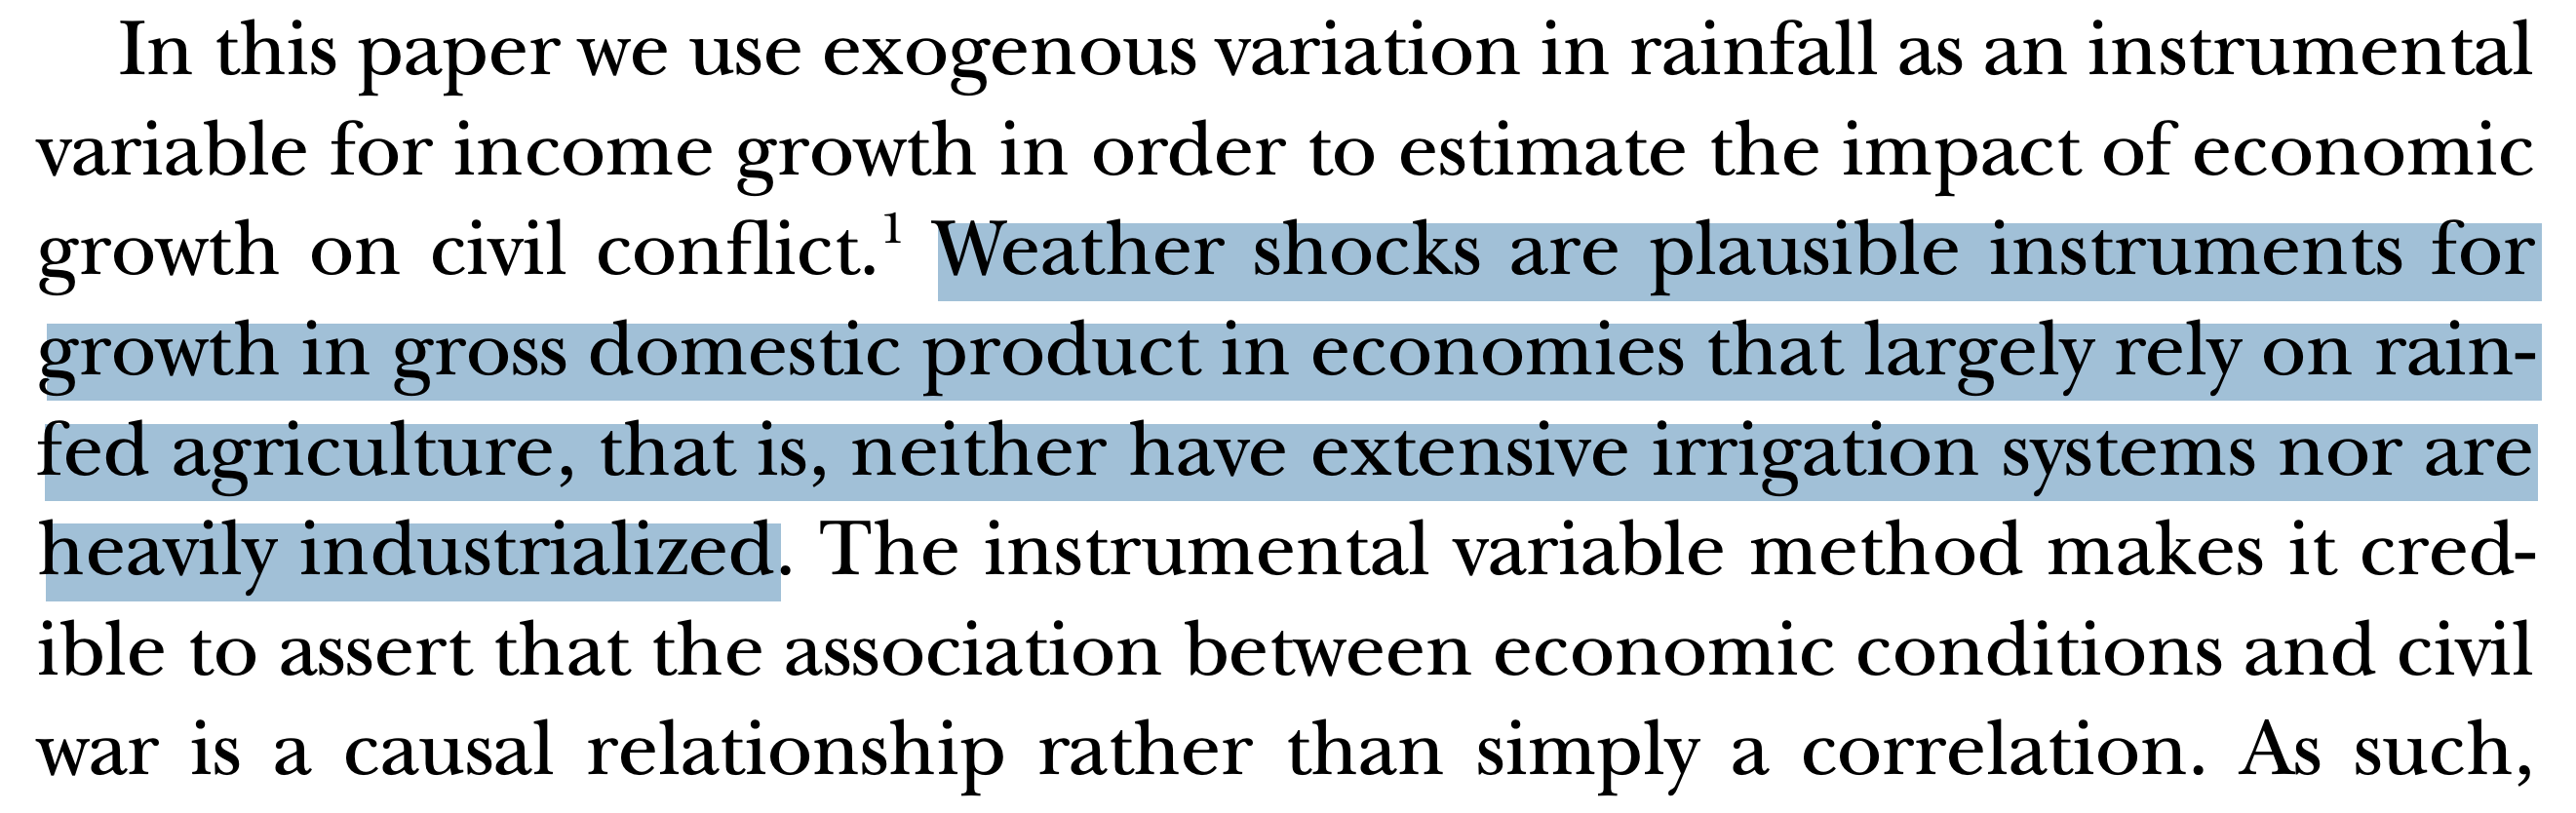 In this paper we use exogenous variation in rainfall as an instrumental
variable for income growth in order to estimate the impact of economic
growth on civil conflict.¹ Weather shocks are plausible instruments for
growth in gross domestic product in economies that largely rely on rain-
fed agriculture, that is, neither have extensive irrigation systems nor are
heavily industrialized. The instrumental variable method makes it cred-
ible to assert that the association between economic conditions and civil
war is a causal relationship rather than simply a correlation. As such,